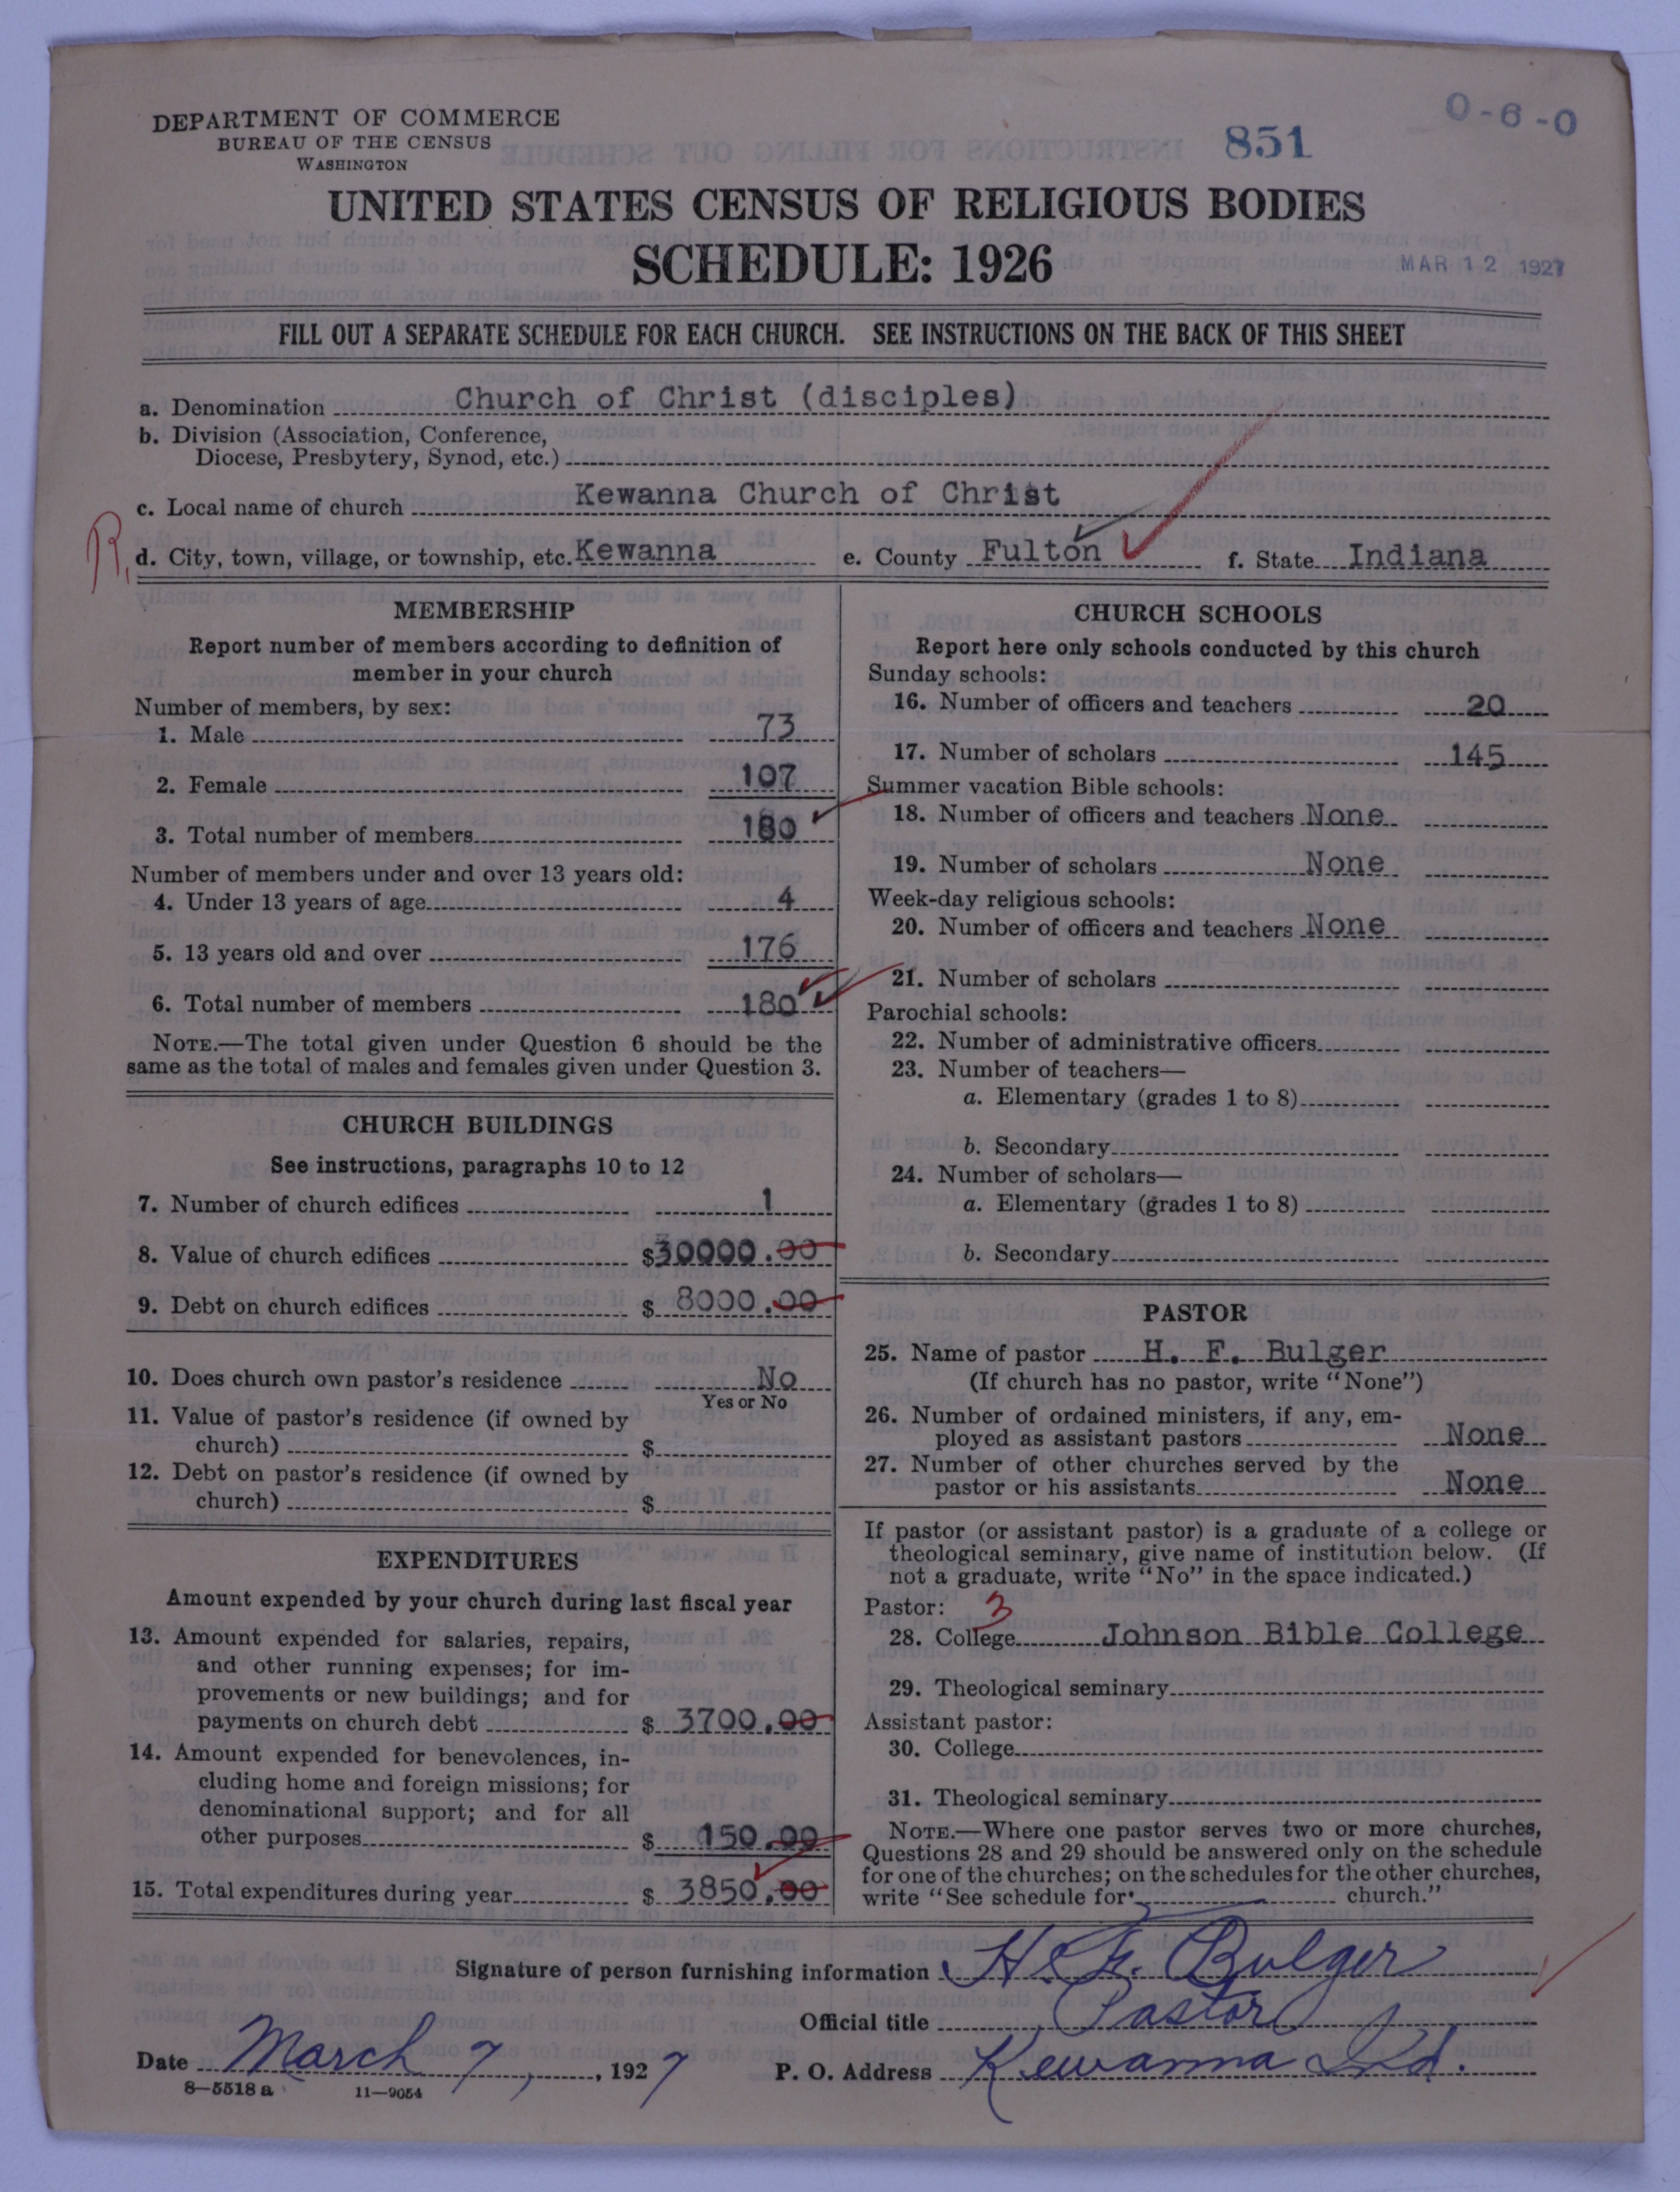 DEPARTMENT OF COMMERCE
BUREAU OF THE CENSUS
WASHINGTON
851
0-6-0
UNITED STATES CENSUS OF RELIGIOUS BODIES
SCHEDULE: 1926
MAR 12 1927
FILL OUT A SEPARATE SCHEDULE FOR EACH CHURCH. SEE INSTRUCTIONS ON THE BACK OF THIS SHEET
a. Denomination Church of Christ (disciples)
b. Division (Association, Conference,
Diocese, Presbytery, Synod, etc.)
c. Local name of church Kewanna Church of Christ
R, d. City, town, village, or township, etc. Kewanna e. County Fulton f. State Indiana
MEMBERSHIP
Report number of members according to definition of
member in your church
Number of members, by sex:
1. Male 73
2. Female 107
3. Total number of members 180
Number of members under and over 13 years old:
4. Under 13 years of age 4
5. 13 years old and over 176
6. Total number of members 180
NOTE.—The total given under Question 6 should be the
same as the total of males and females given under Question 3.
CHURCH BUILDINGS
See instructions, paragraphs 10 to 12
7. Number of church edifices 1
8. Value of church edifices $30000.00
9. Debt on church edifices $ 8000.00
10. Does church own pastor's residence No
Yes or No
11. Value of pastor's residence (if owned by
church) $
12. Debt on pastor's residence (if owned by
church) $
EXPENDITURES
Amount expended by your church during last fiscal year
13. Amount expended for salaries, repairs,
and other running expenses; for im-
provements or new buildings; and for
payments on church debt $ 3700.00
14. Amount expended for benevolences, in-
cluding home and foreign missions; for
denominational support; and for all
other purposes $ 150.00
15. Total expenditures during year $ 3850.00
CHURCH SCHOOLS
Report here only schools conducted by this church
Sunday schools:
16. Number of officers and teachers 20
17. Number of scholars 145
Summer vacation Bible schools:
18. Number of officers and teachers None
19. Number of scholars None
Week-day religious schools:
20. Number of officers and teachers None
21. Number of scholars
Parochial schools:
22. Number of administrative officers
23. Number of teachers—
a. Elementary (grades 1 to 8)
b. Secondary
24. Number of scholars—
a. Elementary (grades 1 to 8)
b. Secondary
PASTOR
25. Name of pastor H. F. Bulger
(If church has no pastor, write "None")
26. Number of ordained ministers, if any, em-
ployed as assistant pastors None
27. Number of other churches served by the
pastor or his assistants None
If pastor (or assistant pastor) is a graduate of a college or
theological seminary, give name of institution below. (If
not a graduate, write "No" in the space indicated.)
Pastor: 3
28. College Johnson Bible College
29. Theological seminary
Assistant pastor:
30. College
31. Theological seminary
NOTE.—Where one pastor serves two or more churches,
Questions 28 and 29 should be answered only on the schedule
for one of the churches; on the schedules for the other churches,
write "See schedule for church."
Signature of person furnishing information H. F. Bulger
Official title Pastor
Date March 7, 1927 P. O. Address Kewanna Ind.
8—5518 a 11—9054